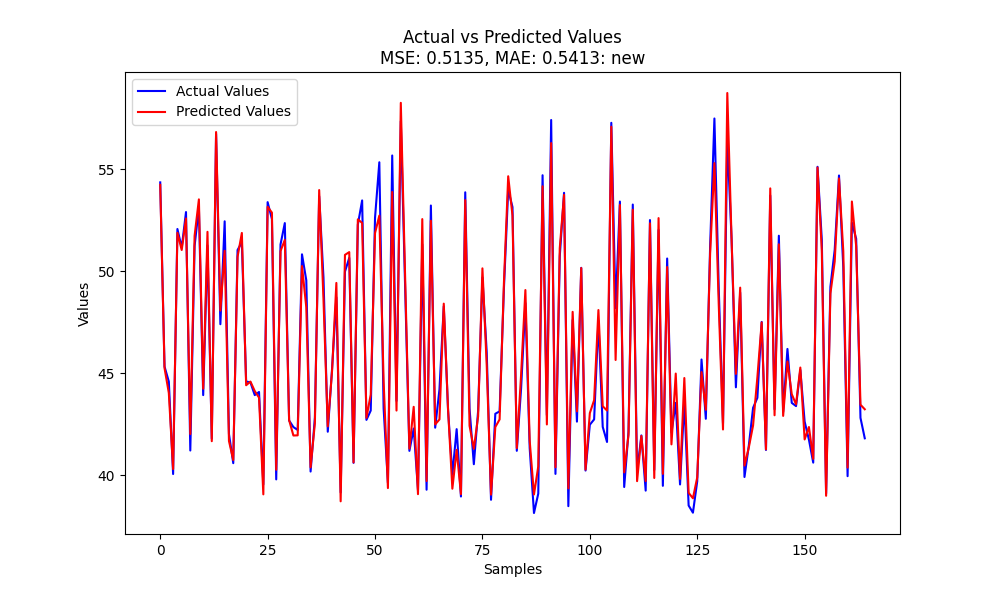 Actual vs Predicted Values
MSE: 0.5135, MAE: 0.5413: new
Actual Values
Predicted Values
55
50
45
40
Values
0 25 50 75 100 125 150
Samples